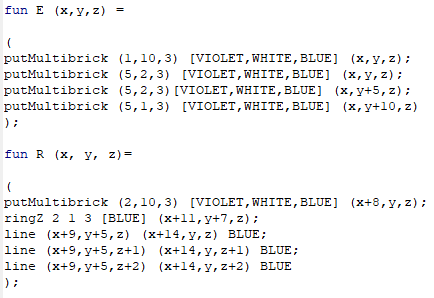 fun E (x,y,z) =
(
putMultibrick (1,10,3) [VIOLET,WHITE,BLUE] (x,y,z);
putMultibrick (5,2,3) [VIOLET,WHITE,BLUE] (x,y,z);
putMultibrick (5,2,3) [VIOLET,WHITE,BLUE] (x,y+5,z);
putMultibrick (5,1,3) [VIOLET,WHITE,BLUE] (x,y+10,z)
);
fun R (x, y, z)=
(
putMultibrick (2,10,3) [VIOLET,WHITE,BLUE] (x+8,y,z);
ringZ 2 1 3 [BLUE] (x+11,y+7,z);
line (x+9,y+5,z) (x+14,y,z) BLUE;
line (x+9,y+5,z+1) (x+14,y,z+1) BLUE;
line (x+9,y+5,z+2) (x+14,y,z+2) BLUE
);